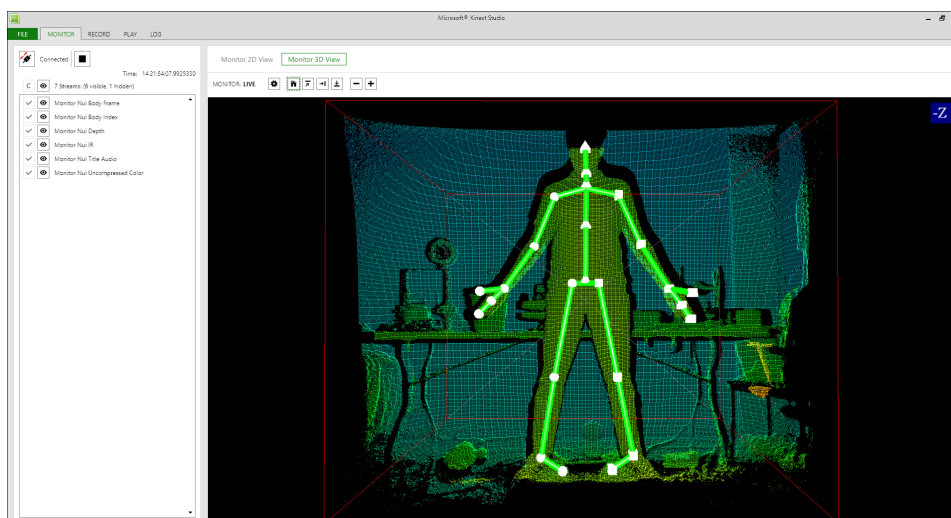 Microsoft® Kinect Studio
FILE MONITOR RECORD PLAY LOG
Connected
Time: 14:21:54:07.9925330
C 7 Streams: (6 visible, 1 hidden)
Monitor Nui Body Frame
Monitor Nui Body Index
Monitor Nui Depth
Monitor Nui IR
Monitor Nui Title Audio
Monitor Nui Uncompressed Color
Monitor 2D View Monitor 3D View
MONITOR: LIVE
-Z